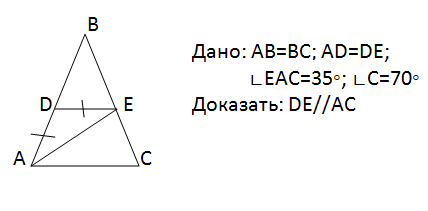 B
Дано: AB=BC; AD=DE;
∟EAC=35◦; ∟C=70◦
D E Доказать: DE//AC
A C